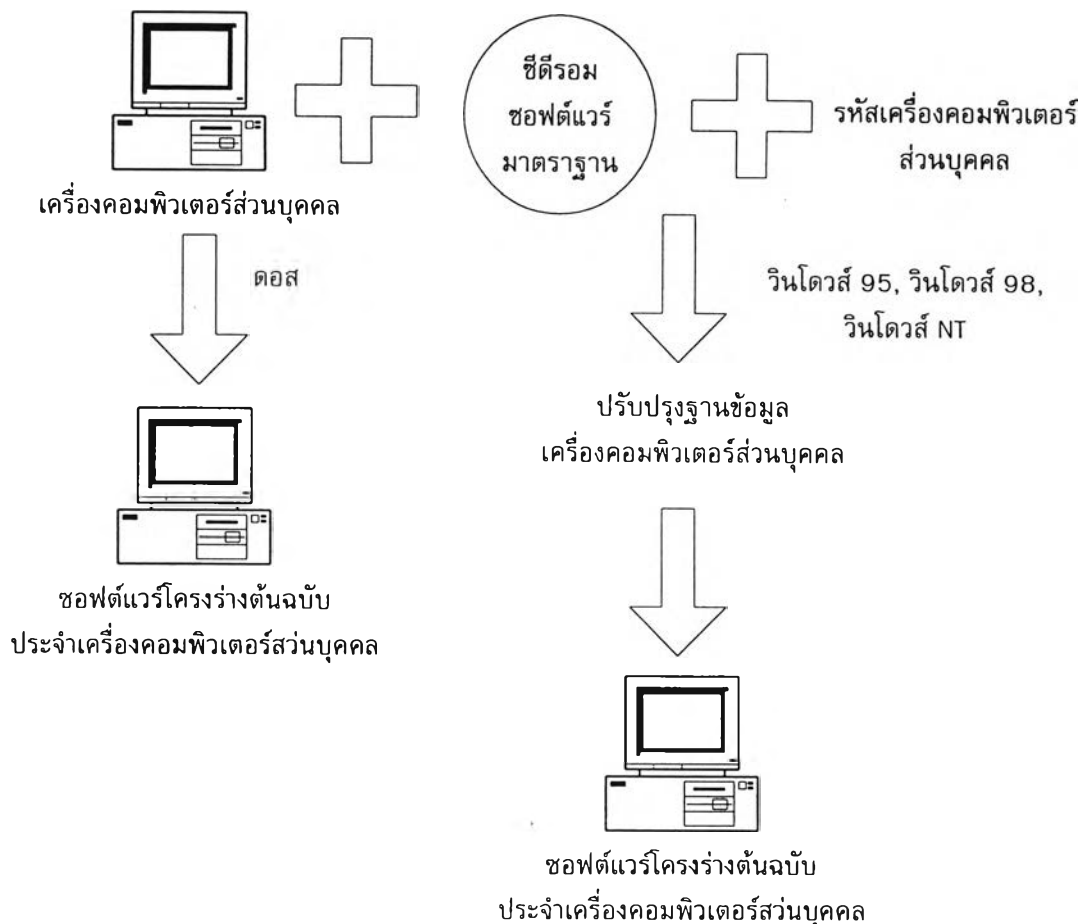 ซีดีรอม
ซอฟต์แวร์
มาตราฐาน
รหัสเครื่องคอมพิวเตอร์
ส่วนบุคคล
เครื่องคอมพิวเตอร์ส่วนบุคคล
ดอส
วินโดวส์ 95, วินโดวส์ 98,
วินโดวส์ NT
ปรับปรุงฐานข้อมูล
เครื่องคอมพิวเตอร์ส่วนบุคคล
ซอฟต์แวร์โครงร่างต้นฉบับ
ประจำเครื่องคอมพิวเตอร์สว่นบุคคล
ซอฟต์แวร์โครงร่างต้นฉบับ
ประจำเครื่องคอมพิวเตอร์สว่นบุคคล